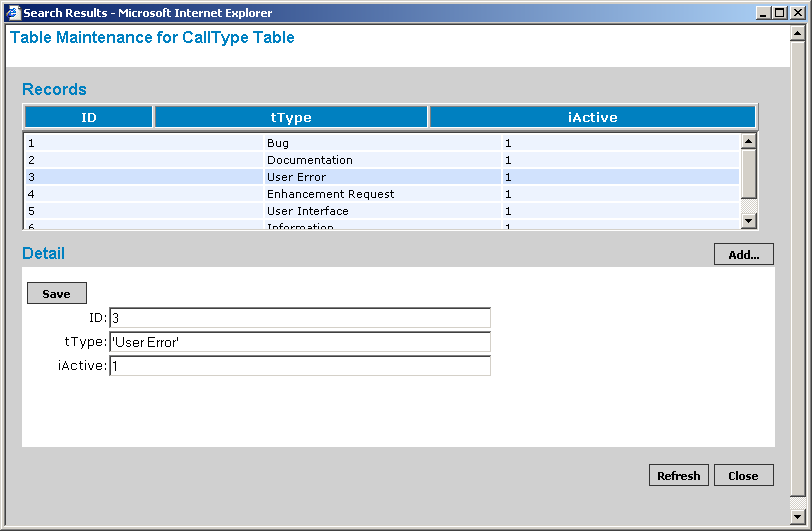 Search Results - Microsoft Internet Explorer
Table Maintenance for CallType Table
Records
ID tType iActive
1 Bug 1
2 Documentation 1
3 User Error 1
4 Enhancement Request 1
5 User Interface 1
6 Information 1
Detail Add...
Save
ID: 3
tType: 'User Error'
iActive: 1
Refresh Close